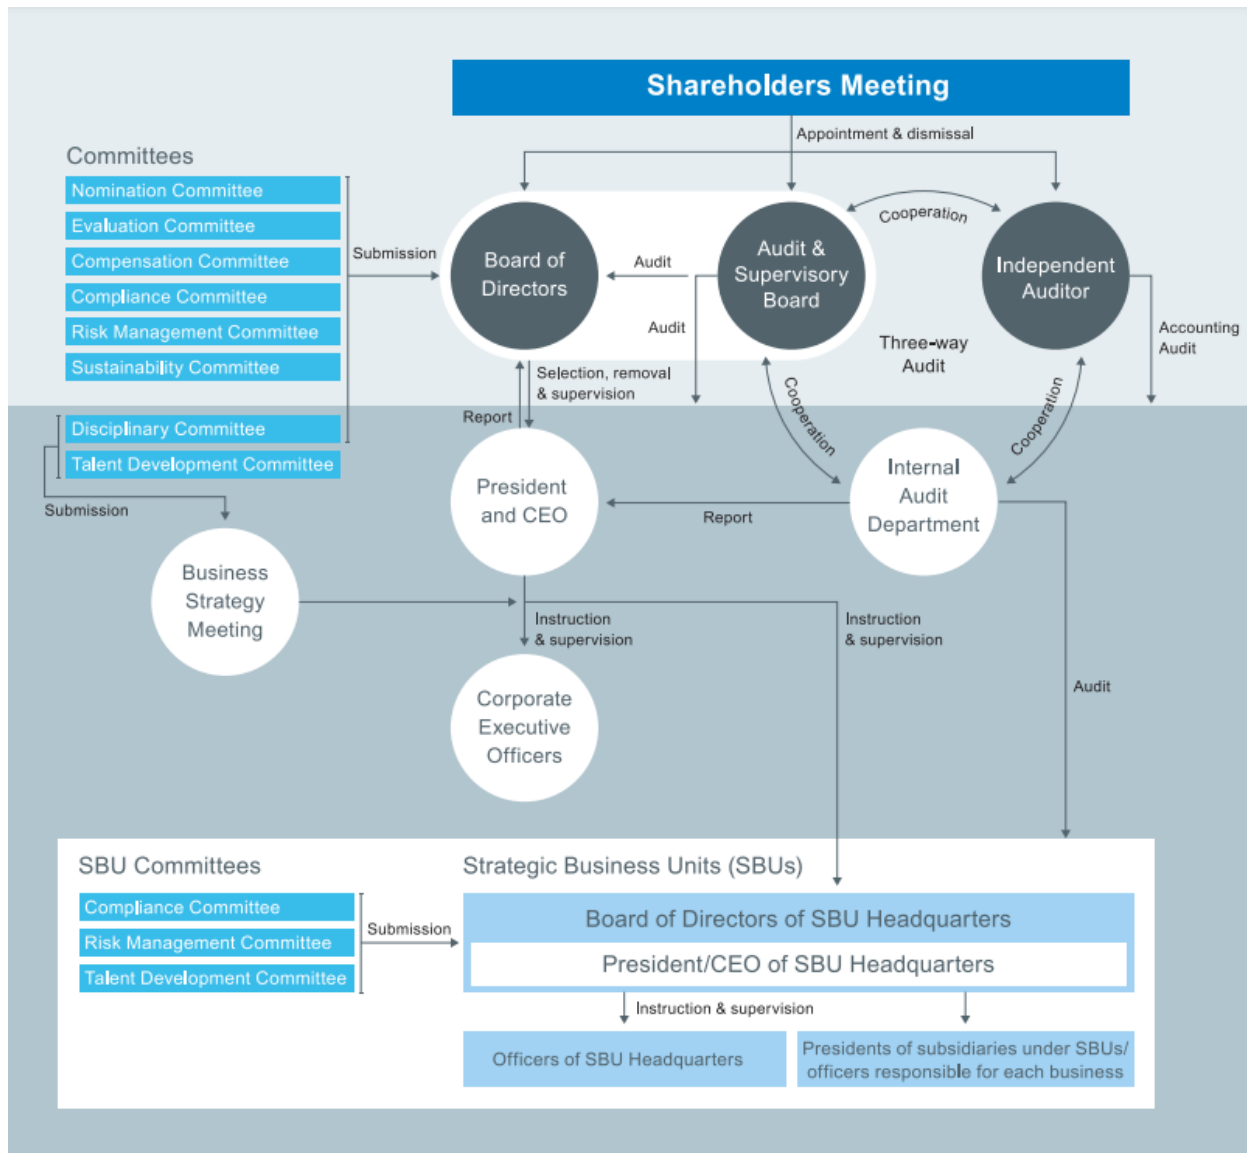 Shareholders Meeting
Appointment & dismissal
Committees
Nomination Committee
Evaluation Committee
Compensation Committee
Compliance Committee
Risk Management Committee
Sustainability Committee
Disciplinary Committee
Talent Development Committee
Submission
Submission
Board of
Directors
Audit
Audit
Audit &
Supervisory
Board
Cooperation
Independent
Auditor
Three-way
Audit
Accounting
Audit
Selection, removal
& supervision
Report
Cooperation
Cooperation
President
and CEO
Report
Internal
Audit
Department
Business
Strategy
Meeting
Instruction
& supervision
Instruction
& supervision
Audit
Corporate
Executive
Officers
SBU Committees
Compliance Committee
Risk Management Committee
Talent Development Committee
Submission
Strategic Business Units (SBUs)
Board of Directors of SBU Headquarters
President/CEO of SBU Headquarters
Instruction & supervision
Officers of SBU Headquarters
Presidents of subsidiaries under SBUs/
officers responsible for each business